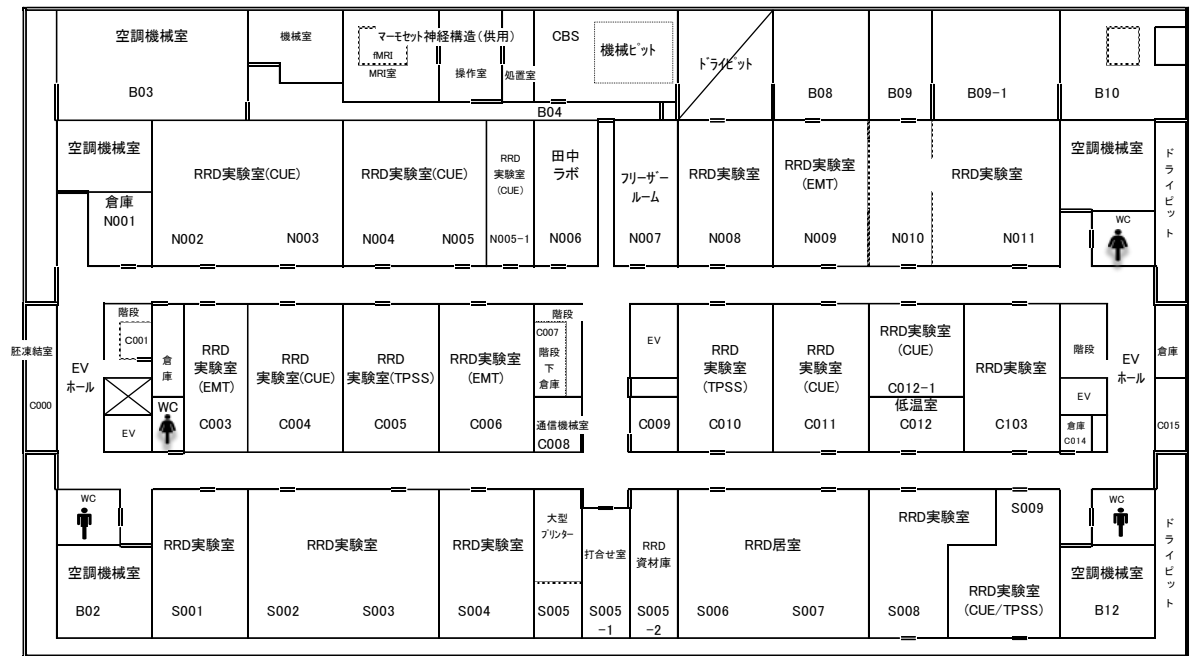 空調機械室
B03
機械室
マーモセット神経構造(供用)
fMRI
MRI室
操作室
処置室
CBS
機械ピット
B04
ドライピット
B08
B09
B09-1
B10
空調機械室
倉庫
N001
RRD実験室(CUE)
N002
N003
RRD実験室(CUE)
N004
N005
RRD
実験室
(CUE)
N005-1
田中
ラボ
N006
フリーザー
ルーム
N007
RRD実験室
N008
RRD実験室
(EMT)
N009
N010
RRD実験室
N011
空調機械室
WC
ドライピット
胚凍結室
C000
EV
ホール
階段
C001
EV
倉庫
WC
RRD
実験室
(EMT)
C003
RRD
実験室(CUE)
C004
RRD
実験室(TPSS)
C005
RRD実験室
(EMT)
C006
階段
C007
階段
下
倉庫
通信機械室
C008
EV
C009
RRD
実験室
(TPSS)
C010
RRD実験室
(CUE)
C011
RRD実験室
(CUE)
C012-1
低温室
C012
RRD実験室
C103
階段
EV
倉庫
C014
EV
ホール
倉庫
C015
WC
空調機械室
B02
RRD実験室
S001
RRD実験室
S002
S003
RRD実験室
S004
大型
プリンター
S005
打合せ室
S005
-1
RRD
資材庫
S005
-2
RRD居室
S006
S007
RRD実験室
S008
S009
RRD実験室
(CUE/TPSS)
WC
空調機械室
B12
ドライピット